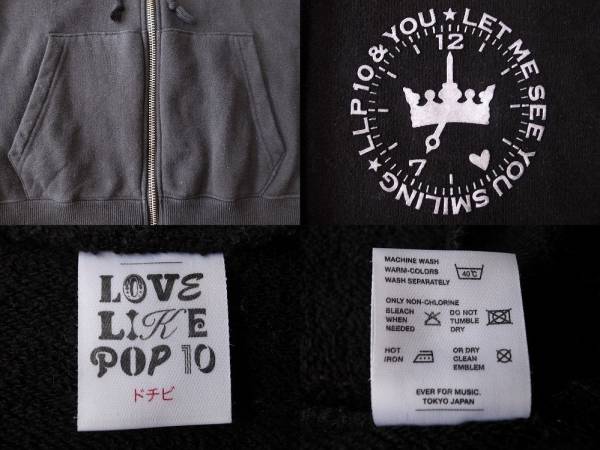 ★ LET ME SEE YOU SMILING ★ LLP 10 & YOU
12
7
LOVE
LIKE
POP 10
ドチビ
MACHINE WASH
WARM-COLORS
WASH SEPARATELY
40℃
ONLY NON-CHLORINE
BLEACH
WHEN
NEEDED
DO NOT
TUMBLE
DRY
HOT
IRON
OR DRY
CLEAN
EMBLEM
EVER FOR MUSIC.
TOKYO JAPAN